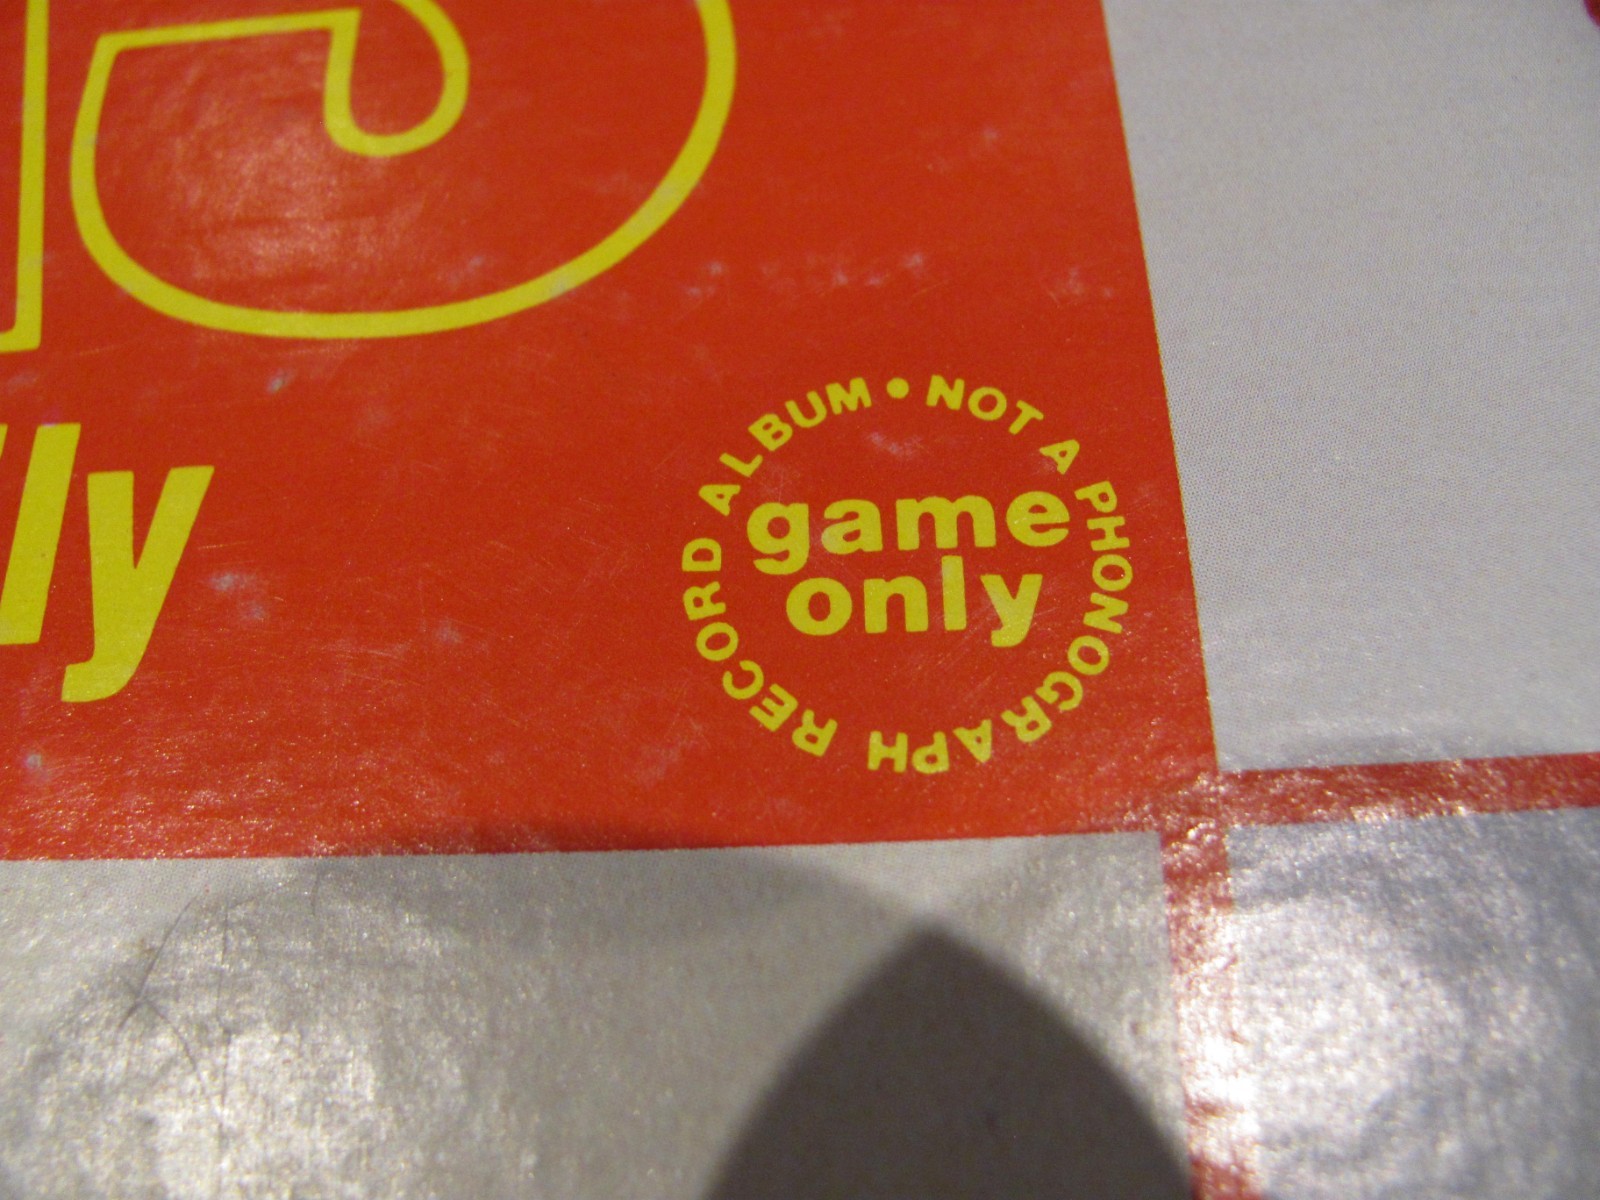 S
lly
NOT A PHONOGRAPH RECORD ALBUM •
game
only